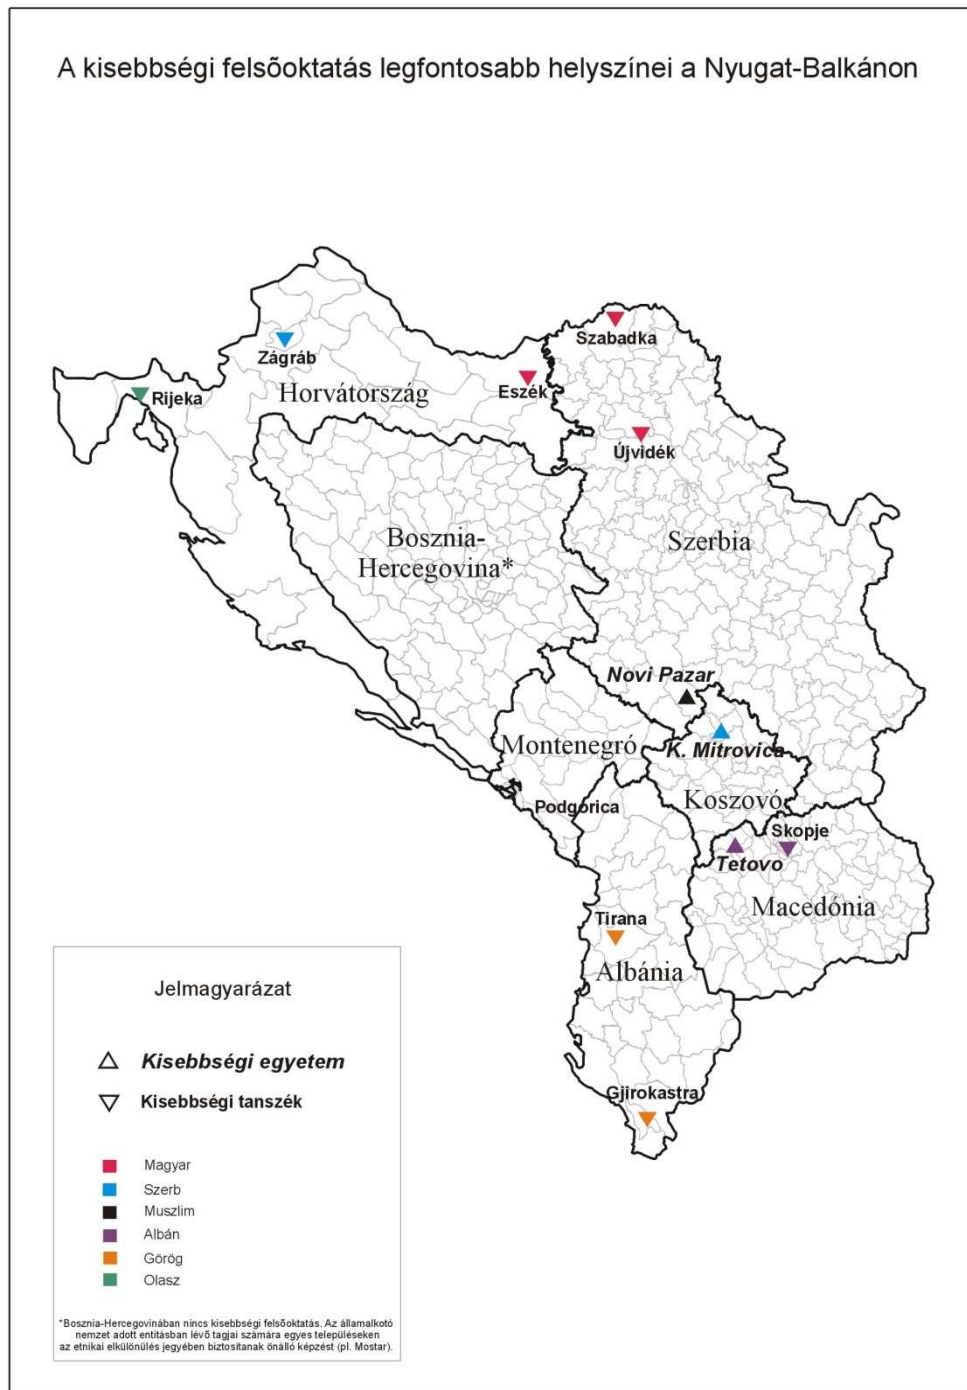 A kisebbségi felsõoktatás legfontosabb helyszínei a Nyugat-Balkánon
Szabadka
Zágráb
Eszék
Rijeka
Horvátország
Újvidék
Bosznia-
Hercegovina*
Szerbia
Novi Pazar
Montenegró
K. Mitrovica
Koszovó
Podgorica
Skopje
Tetovo
Macedónia
Tirana
Albánia
Gjirokastra
Jelmagyarázat
Kisebbségi egyetem
Kisebbségi tanszék
Magyar
Szerb
Muszlim
Albán
Görög
Olasz
*Bosznia-Hercegovinában nincs kisebbségi felsõoktatás. Az államalkotó
nemzet adott entitásban lévõ tagjai számára egyes településeken
az etnikai elkülönülés jegyében biztosítanak önálló képzést (pl. Mostar).